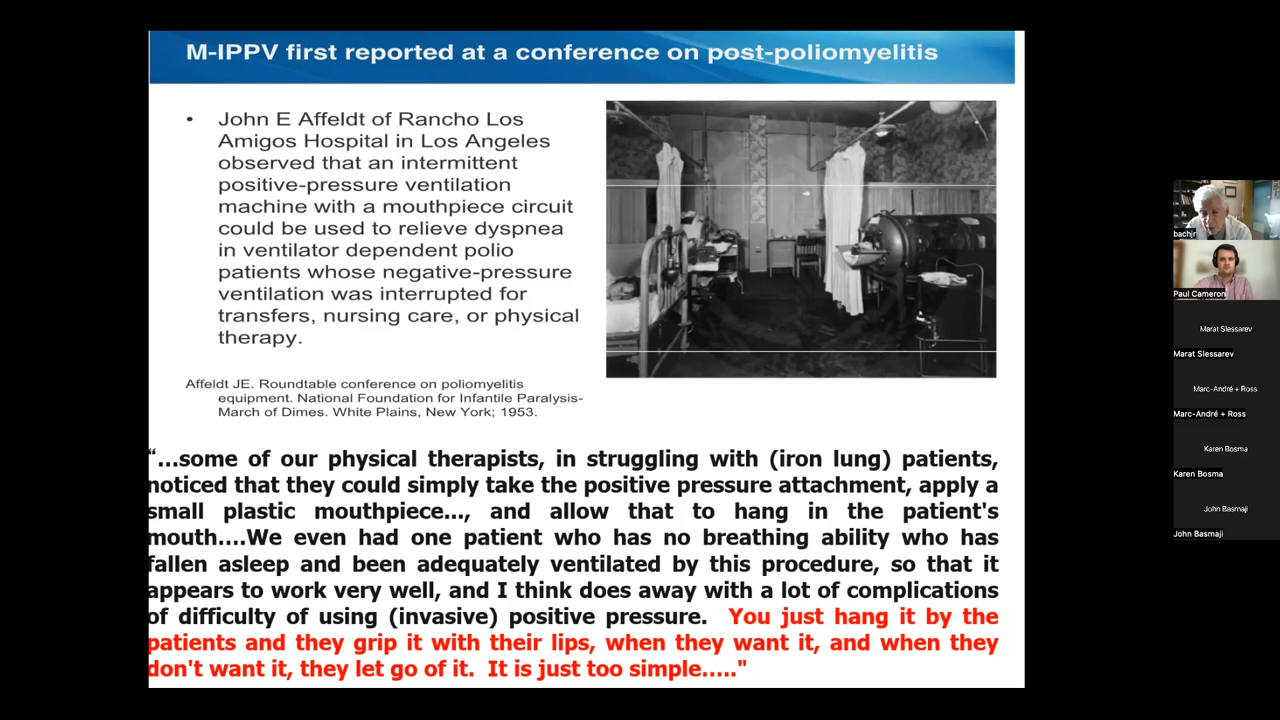 M-IPPV first reported at a conference on post-poliomyelitis
• John E Affeldt of Rancho Los
Amigos Hospital in Los Angeles
observed that an intermittent
positive-pressure ventilation
machine with a mouthpiece circuit
could be used to relieve dyspnea
in ventilator dependent polio
patients whose negative-pressure
ventilation was interrupted for
transfers, nursing care, or physical
therapy.
Affeldt JE. Roundtable conference on poliomyelitis
equipment. National Foundation for Infantile Paralysis-
March of Dimes. White Plains, New York; 1953.
“…some of our physical therapists, in struggling with (iron lung) patients,
noticed that they could simply take the positive pressure attachment, apply a
small plastic mouthpiece..., and allow that to hang in the patient's
mouth....We even had one patient who has no breathing ability who has
fallen asleep and been adequately ventilated by this procedure, so that it
appears to work very well, and I think does away with a lot of complications
of difficulty of using (invasive) positive pressure. You just hang it by the
patients and they grip it with their lips, when they want it, and when they
don't want it, they let go of it. It is just too simple....."
bachjr
Paul Cameron
Marat Slessarev
Marat Slessarev
Marc-André + Ross
Marc-André + Ross
Karen Bosma
Karen Bosma
John Basmaji
John Basmaji